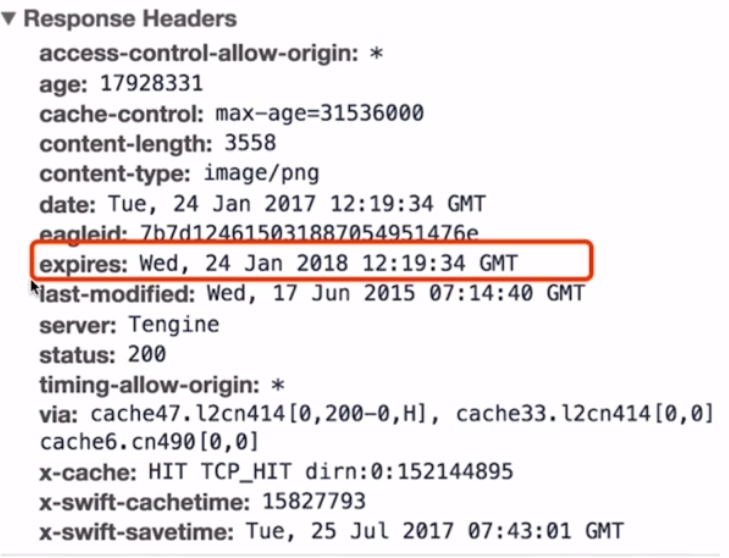 ▼ Response Headers
access-control-allow-origin: *
age: 17928331
cache-control: max-age=31536000
content-length: 3558
content-type: image/png
date: Tue, 24 Jan 2017 12:19:34 GMT
eagleid: 7b7d124615031887054951476e
expires: Wed, 24 Jan 2018 12:19:34 GMT
last-modified: Wed, 17 Jun 2015 07:14:40 GMT
server: Tengine
status: 200
timing-allow-origin: *
via: cache47.l2cn414[0,200-0,H], cache33.l2cn414[0,0]
cache6.cn490[0,0]
x-cache: HIT TCP_HIT dirn:0:152144895
x-swift-cachetime: 15827793
x-swift-savetime: Tue, 25 Jul 2017 07:43:01 GMT